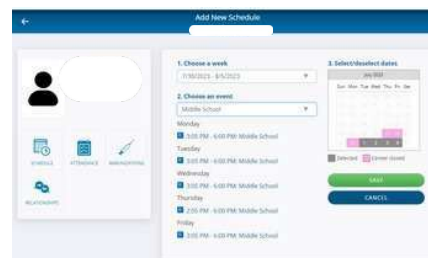 Add New Schedule
1. Choose a week
7/30/2023 - 8/5/2023
2. Choose an event
Middle School
Monday
3:05 PM - 6:00 PM: Middle School
Tuesday
3:05 PM - 6:00 PM: Middle School
Wednesday
3:05 PM - 6:00 PM: Middle School
Thursday
2:05 PM - 6:00 PM: Middle School
Friday
3:05 PM - 6:00 PM: Middle School
3. Select/deselect dates
July 2023
Sun Mon Tue Wed Thu Fri Sat
Selected
Center closed
SAVE
CANCEL
SCHEDULE
ATTENDANCE
RELATIONSHIPS